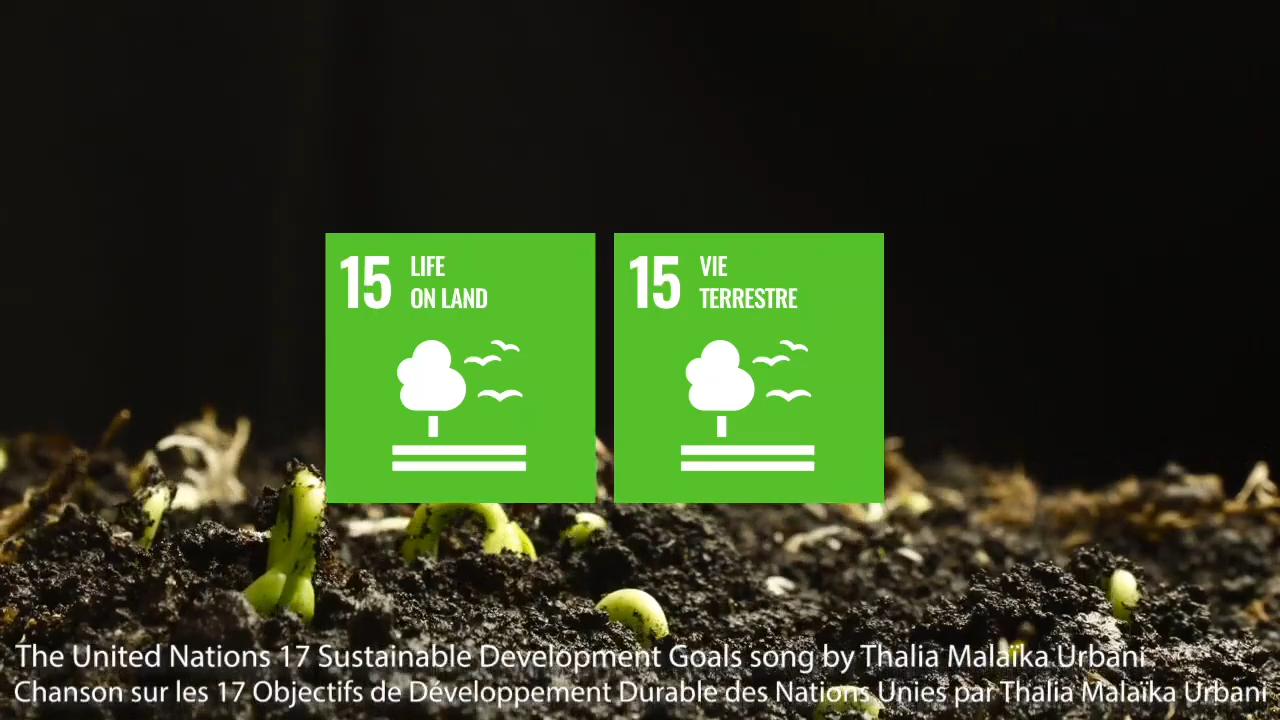 15 LIFE
ON LAND
15 VIE
TERRESTRE
The United Nations 17 Sustainable Development Goals song by Thalia Malaïka Urbani
Chanson sur les 17 Objectifs de Développement Durable des Nations Unies par Thalia Malaïka Urbani